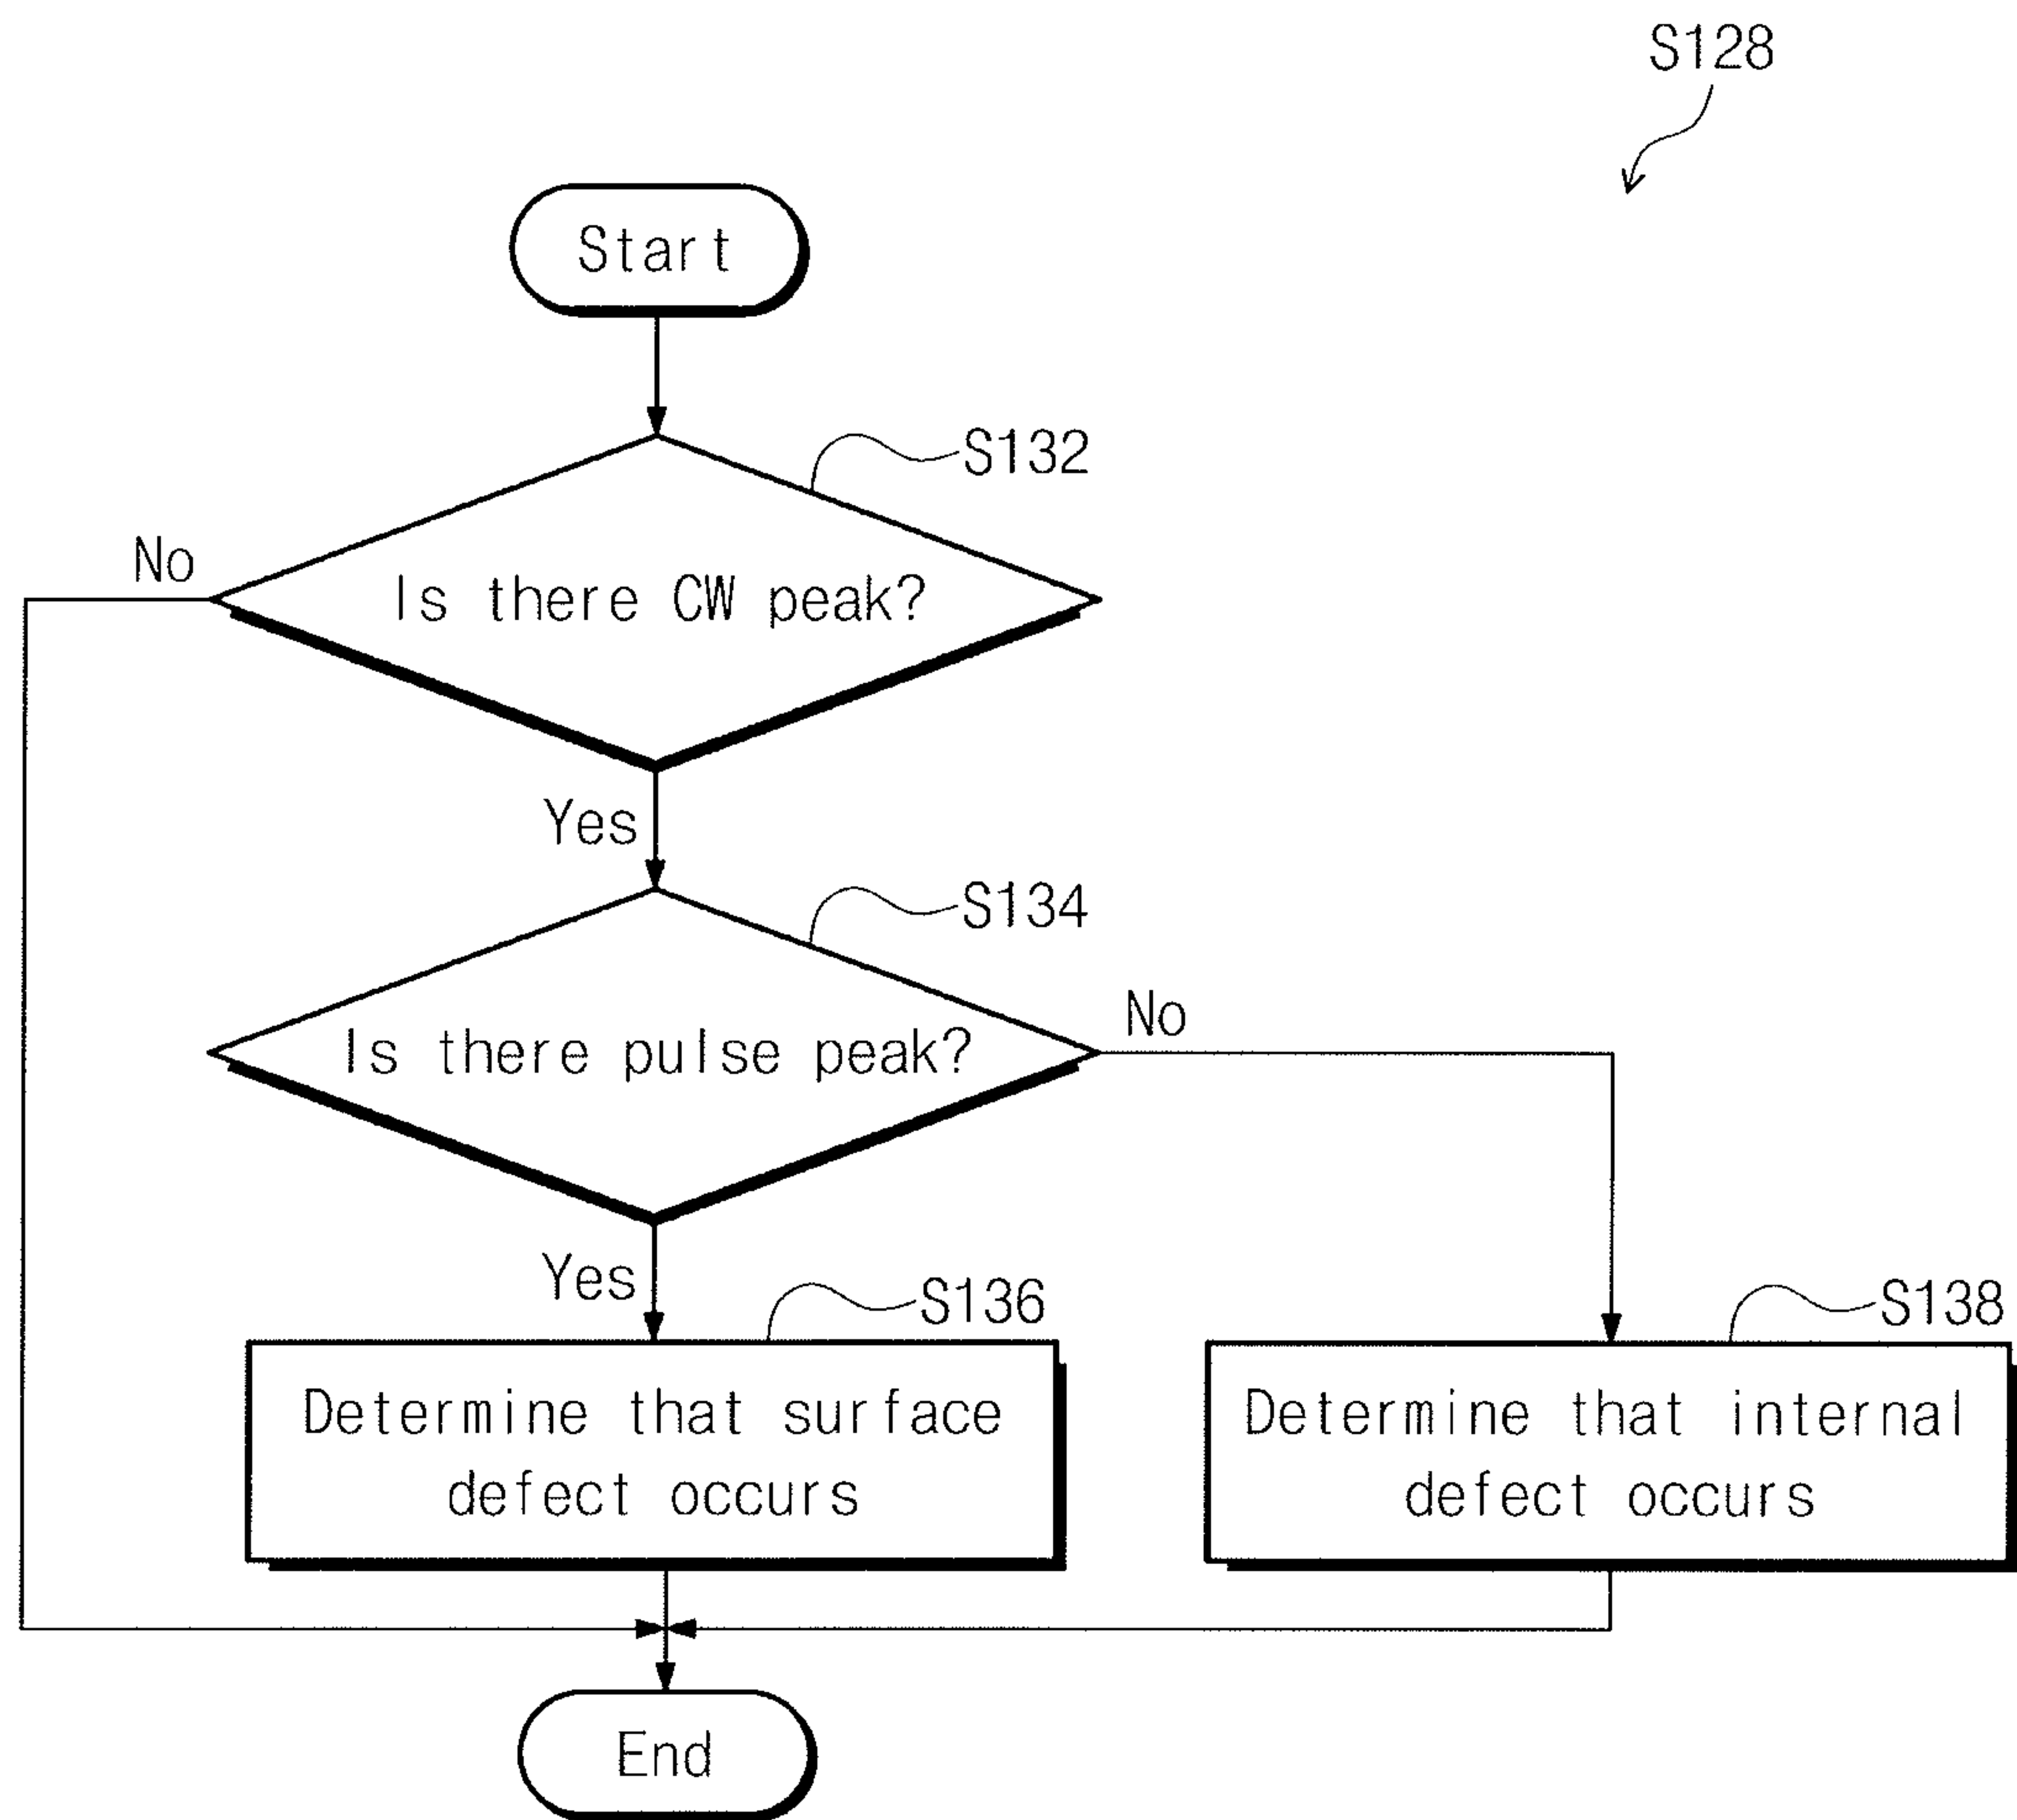 S128
Start
S132
No
Is there CW peak?
Yes
S134
No
Is there pulse peak?
Yes
S136
S138
Determine that surface
defect occurs
Determine that internal
defect occurs
End